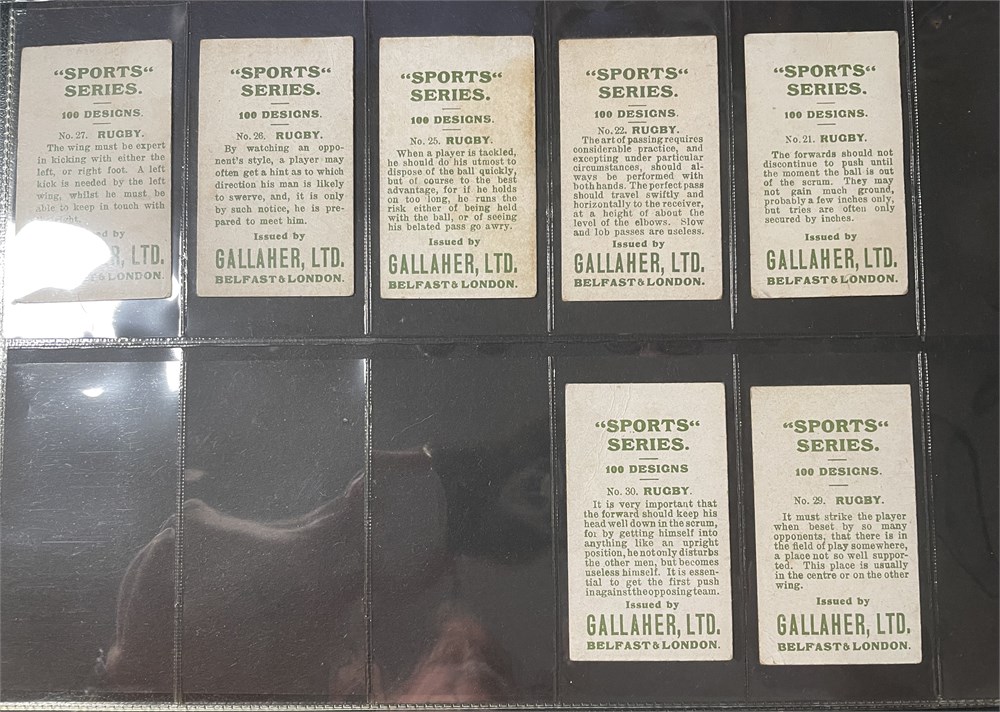 “SPORTS“
SERIES.
100 DESIGNS.
No. 27. RUGBY.
The wing must be expert
in kicking with either the
left, or right foot. A left
kick is needed by the left
wing, whilst he must be
able to keep in touch with
by
LTD.
& LONDON.
“SPORTS“
SERIES.
100 DESIGNS.
No. 26. RUGBY.
By watching an oppo-
nent's style, a player may
often get a hint as to which
direction his man is likely
to swerve, and, it is only
by such notice, he is pre-
pared to meet him.
Issued by
GALLAHER, LTD.
BELFAST & LONDON.
“SPORTS“
SERIES.
100 DESIGNS.
No. 25. RUGBY.
When a player is tackled,
he should do his utmost to
dispose of the ball quickly,
but of course to the best
advantage, for if he holds
on too long, he runs the
risk either of being held
with the ball, or of seeing
his belated pass go awry.
Issued by
GALLAHER, LTD.
BELFAST & LONDON.
“SPORTS“
SERIES.
100 DESIGNS.
No. 22. RUGBY.
The art of passing requires
considerable practice, and
excepting under particular
circumstances, should al-
ways be performed with
both hands. The perfect pass
should travel swiftly and
horizontally to the receiver,
at a height of about the
level of the elbows. Slow
and lob passes are useless.
Issued by
GALLAHER, LTD.
BELFAST & LONDON.
“SPORTS“
SERIES.
100 DESIGNS.
No. 21. RUGBY.
The forwards should not
discontinue to push until
the moment the ball is out
of the scrum. They may
not gain much ground,
probably a few inches only,
but tries are often only
secured by inches.
Issued by
GALLAHER, LTD.
BELFAST & LONDON.
“SPORTS“
SERIES.
100 DESIGNS
No. 30. RUGBY.
It is very important that
the forward should keep his
head well down in the scrum,
for by getting himself into
anything like an upright
position, he not only disturbs
the other men, but becomes
useless himself. It is essen-
tial to get the first push
in against the opposing team.
Issued by
GALLAHER, LTD.
BELFAST & LONDON.
“SPORTS“
SERIES.
100 DESIGNS.
No. 29. RUGBY.
It must strike the player
when beset by so many
opponents, that there is in
the field of play somewhere,
a place not so well suppor-
ted. This place is usually
in the centre or on the other
wing.
Issued by
GALLAHER, LTD.
BELFAST & LONDON.